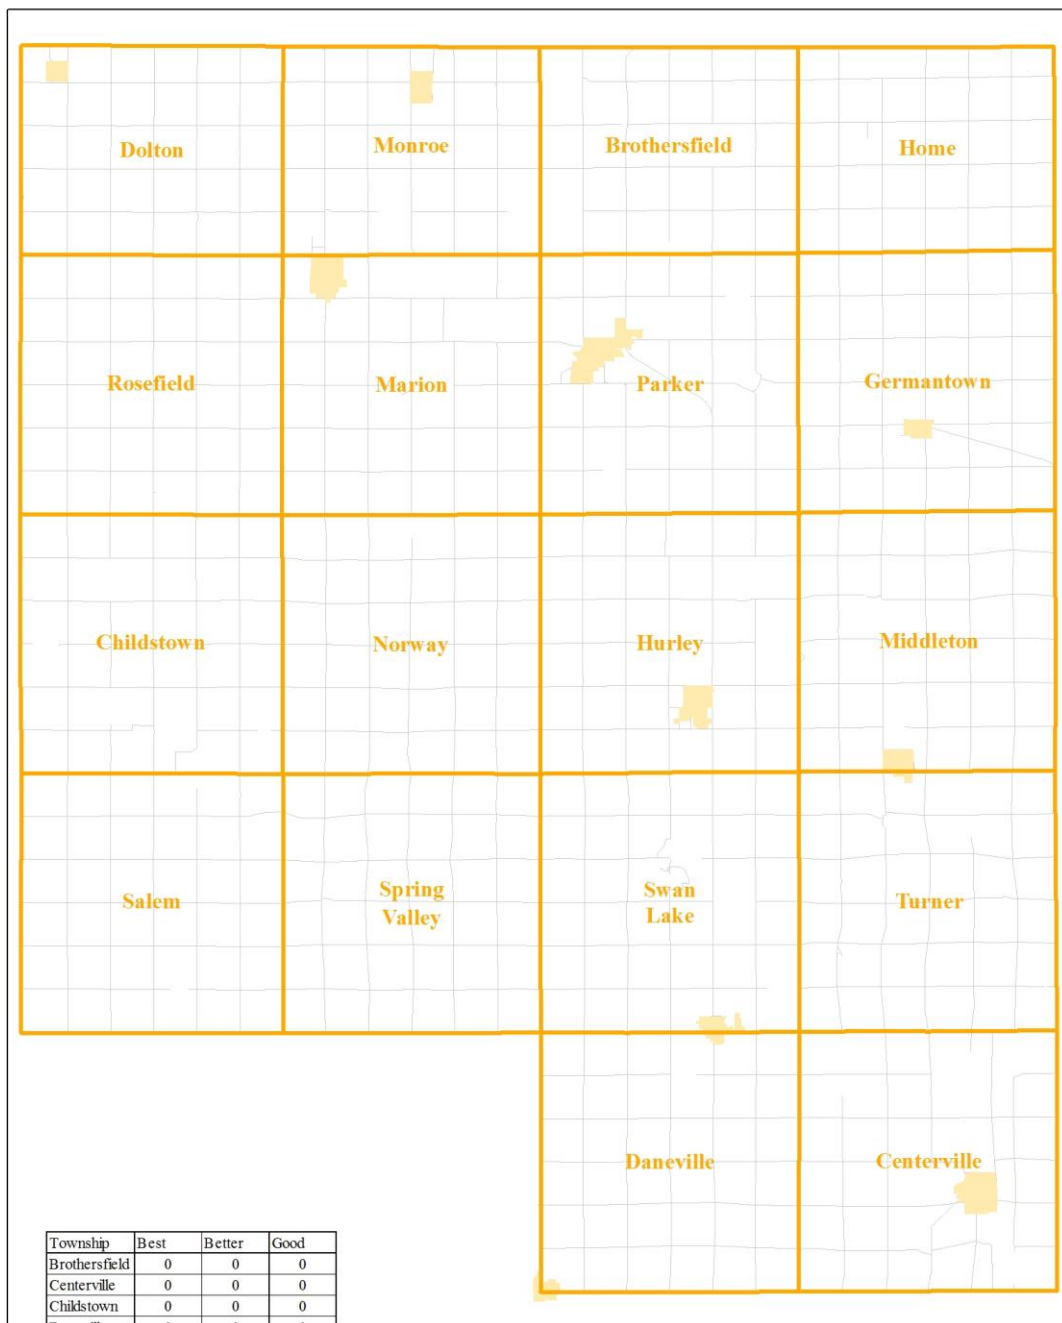 Dolton
Monroe
Brothersfield
Home
Rosefield
Marion
Parker
Germantown
Childstown
Norway
Hurley
Middleton
Salem
Spring
Valley
Swan
Lake
Turner
Daneville
Centerville
Township Best Better Good
Brothersfield 0 0 0
Centerville 0 0 0
Childstown 0 0 0